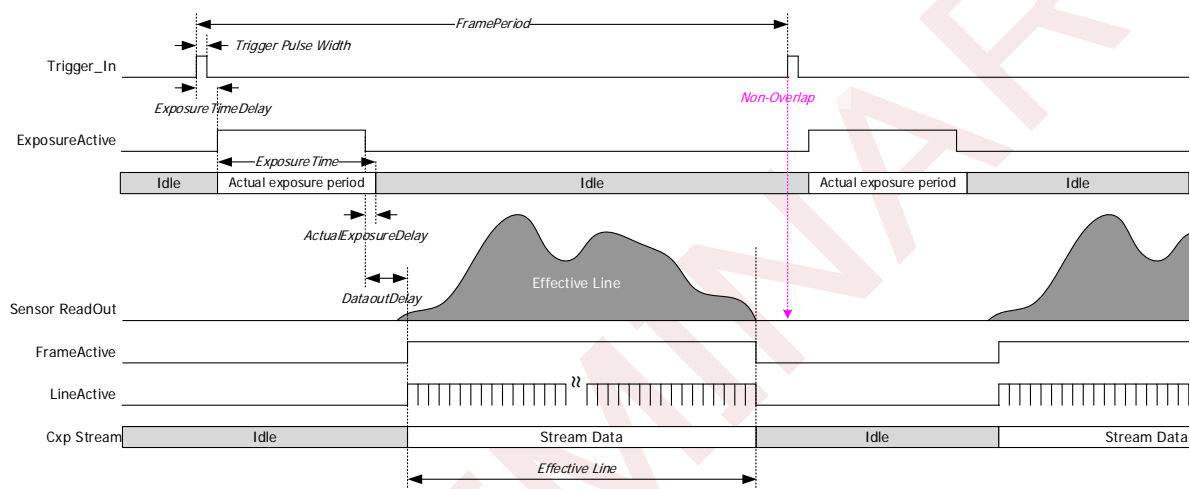 FramePeriod
Trigger Pulse Width
Trigger_In
ExposureTimeDelay
Non-Overlap
ExposureActive
ExposureTime
Idle
Actual exposure period
Idle
Actual exposure period
Idle
ActualExposureDelay
Effective Line
DataoutDelay
Sensor ReadOut
FrameActive
LineActive
≈
Cxp Stream
Idle
Stream Data
Idle
Stream Data
Effective Line